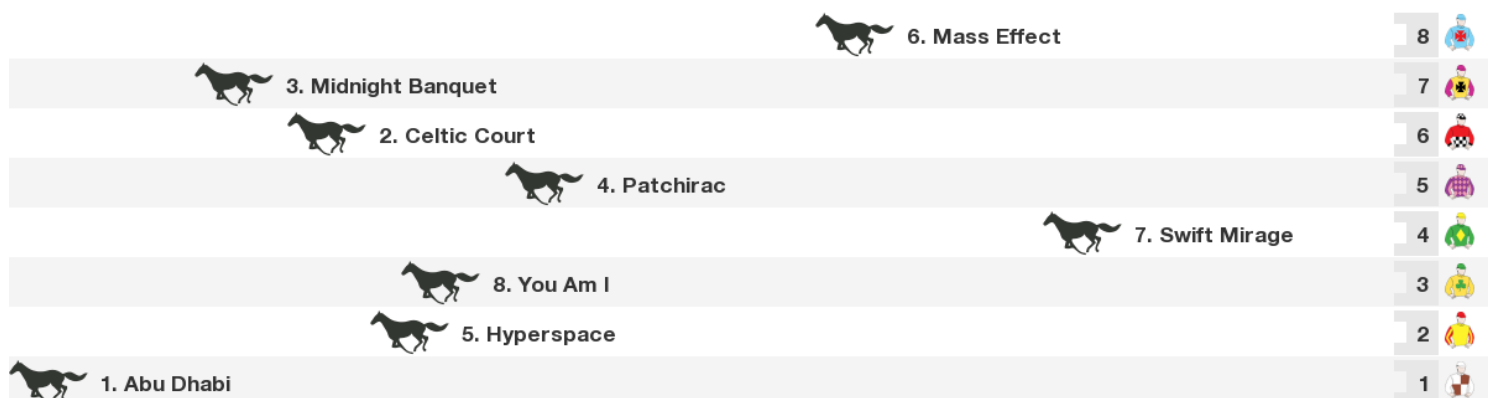 6. Mass Effect 8
3. Midnight Banquet 7
2. Celtic Court 6
4. Patchirac 5
7. Swift Mirage 4
8. You Am I 3
5. Hyperspace 2
1. Abu Dhabi 1